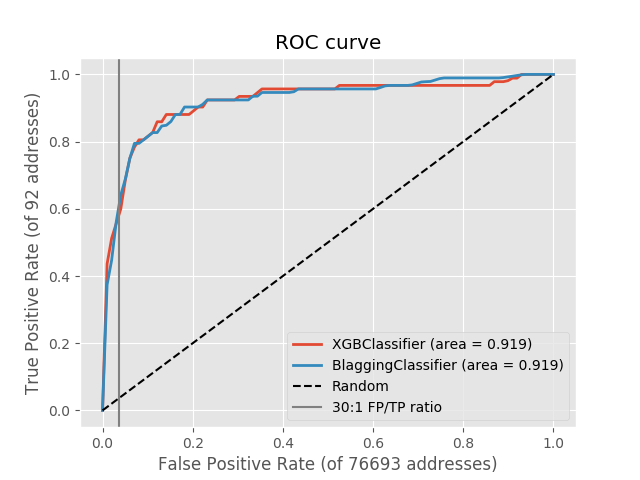 ROC curve
1.0
0.8
0.6
0.4
0.2
0.0
True Positive Rate (of 92 addresses)
XGBClassifier (area = 0.919)
BlaggingClassifier (area = 0.919)
Random
30:1 FP/TP ratio
0.0 0.2 0.4 0.6 0.8 1.0
False Positive Rate (of 76693 addresses)